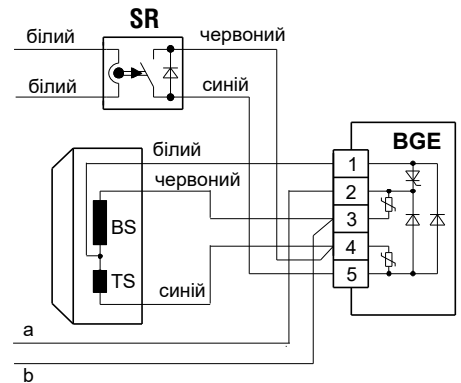 SR
білий
червоний
білий
синій
BGE
білий
1
червоний
2
3
BS
4
TS
5
синій
a
b